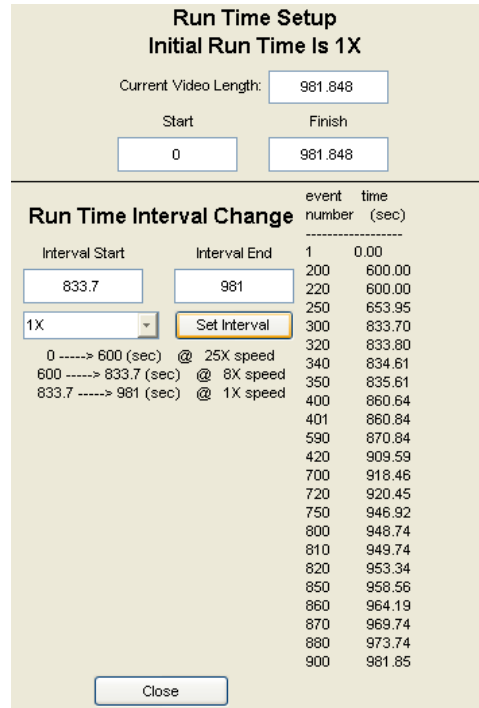 Run Time Setup
Initial Run Time Is 1X
Current Video Length: 981.848
Start Finish
0 981.848
Run Time Interval Change
Interval Start Interval End
833.7 981
1X Set Interval
0 -----> 600 (sec) @ 25X speed
600 -----> 833.7 (sec) @ 8X speed
833.7 -----> 981 (sec) @ 1X speed
event time
number (sec)
------------------
1 0.00
200 600.00
220 600.00
250 653.95
300 833.70
320 833.80
340 834.61
350 835.61
400 860.64
401 860.84
590 870.84
420 909.59
700 918.46
720 920.45
750 946.92
800 948.74
810 949.74
820 953.34
850 958.56
860 964.19
870 969.74
880 973.74
900 981.85
Close